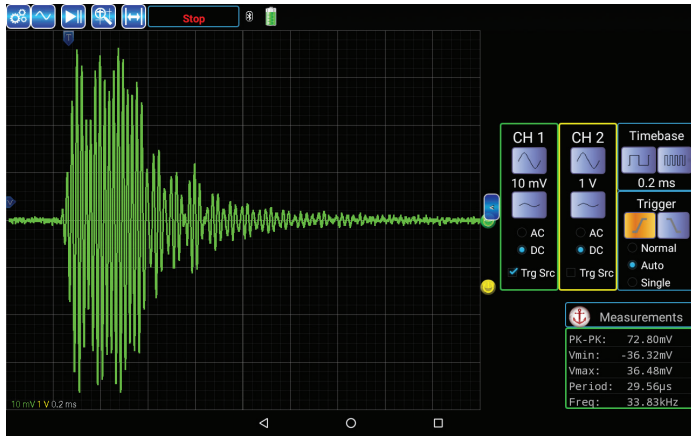 Stop
T
CH 1
CH 2
Timebase
10 mV
1 V
0.2 ms
Trigger
AC
AC
DC
DC
Normal
Auto
Trg Src
Trg Src
Single
Measurements
PK-PK: 72.80mV
Vmin: -36.32mV
Vmax: 36.48mV
Period: 29.56µs
Freq: 33.83kHz
10 mV 1 V 0.2 ms